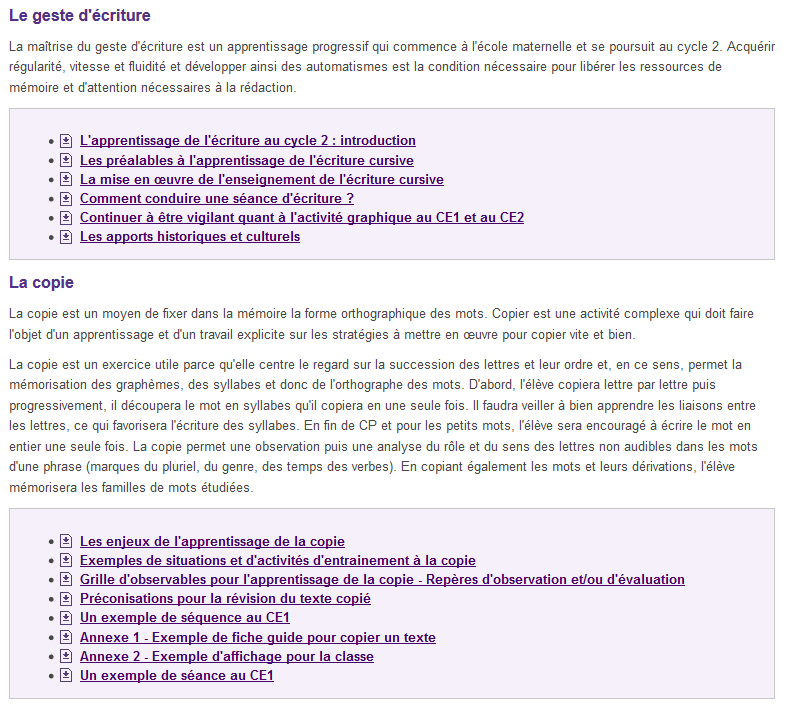 Le geste d'écriture
La maîtrise du geste d'écriture est un apprentissage progressif qui commence à l'école maternelle et se poursuit au cycle 2. Acquérir
régularité, vitesse et fluidité et développer ainsi des automatismes est la condition nécessaire pour libérer les ressources de
mémoire et d'attention nécessaires à la rédaction.
L'apprentissage de l'écriture au cycle 2 : introduction
Les préalables à l'apprentissage de l'écriture cursive
La mise en œuvre de l'enseignement de l'écriture cursive
Comment conduire une séance d'écriture ?
Continuer à être vigilant quant à l'activité graphique au CE1 et au CE2
Les apports historiques et culturels
La copie
La copie est un moyen de fixer dans la mémoire la forme orthographique des mots. Copier est une activité complexe qui doit faire
l'objet d'un apprentissage et d'un travail explicite sur les stratégies à mettre en œuvre pour copier vite et bien.
La copie est un exercice utile parce qu'elle centre le regard sur la succession des lettres et leur ordre et, en ce sens, permet la
mémorisation des graphèmes, des syllabes et donc de l'orthographe des mots. D'abord, l'élève copiera lettre par lettre puis
progressivement, il découpera le mot en syllabes qu'il copiera en une seule fois. Il faudra veiller à bien apprendre les liaisons entre
les lettres, ce qui favorisera l'écriture des syllabes. En fin de CP et pour les petits mots, l'élève sera encouragé à écrire le mot en
entier une seule fois. La copie permet une observation puis une analyse du rôle et du sens des lettres non audibles dans les mots
d'une phrase (marques du pluriel, du genre, des temps des verbes). En copiant également les mots et leurs dérivations, l'élève
mémorisera les familles de mots étudiées.
Les enjeux de l'apprentissage de la copie
Exemples de situations et d'activités d'entrainement à la copie
Grille d'observables pour l'apprentissage de la copie - Repères d'observation et/ou d'évaluation
Préconisations pour la révision du texte copié
Un exemple de séquence au CE1
Annexe 1 - Exemple de fiche guide pour copier un texte
Annexe 2 - Exemple d'affichage pour la classe
Un exemple de séance au CE1